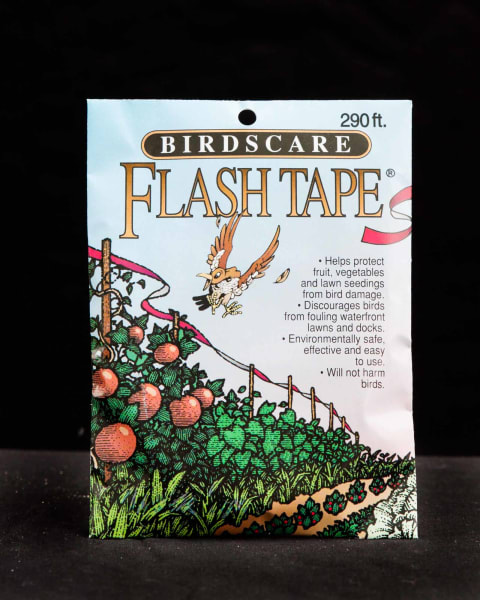 290 ft.
BIRDSCARE
FLASH TAPE®
• Helps protect
fruit, vegetables
and lawn seedings
from bird damage.
• Discourages birds
from fouling waterfront
lawns and docks.
• Environmentally safe,
effective and easy
to use.
• Will not harm
birds.